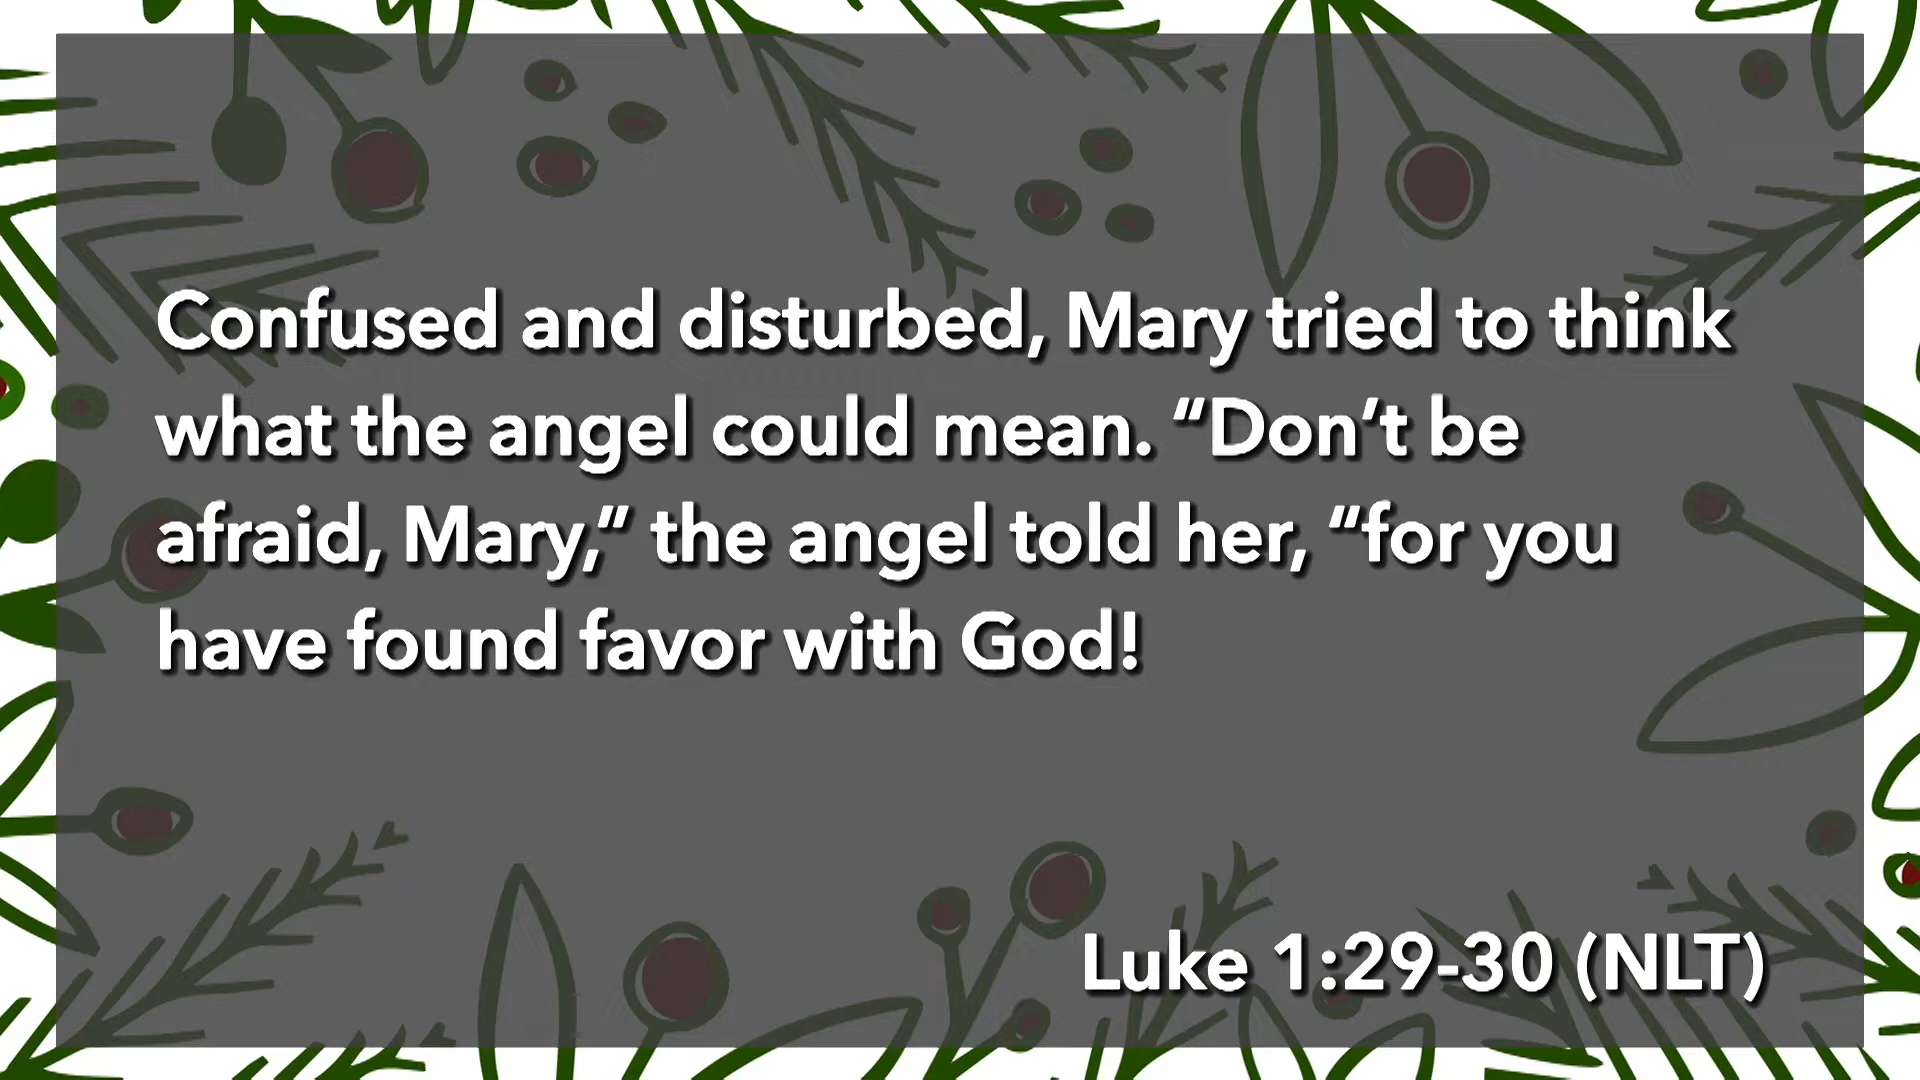 Confused and disturbed, Mary tried to think
what the angel could mean. “Don’t be
afraid, Mary,” the angel told her, “for you
have found favor with God!
Luke 1:29-30 (NLT)